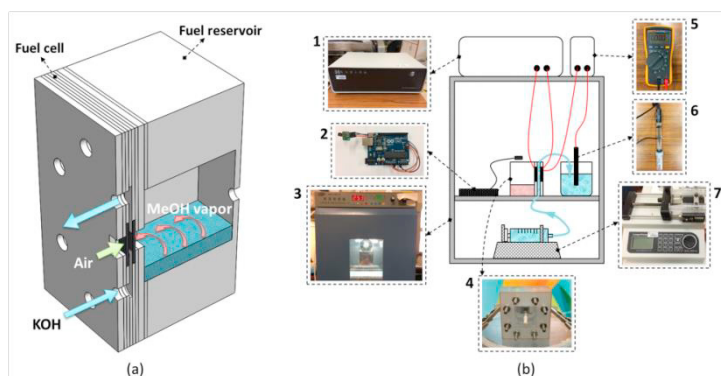 Fuel cell
Fuel reservoir
MeOH vapor
Air
KOH
(a)
1
2
3
4
5
6
7
(b)